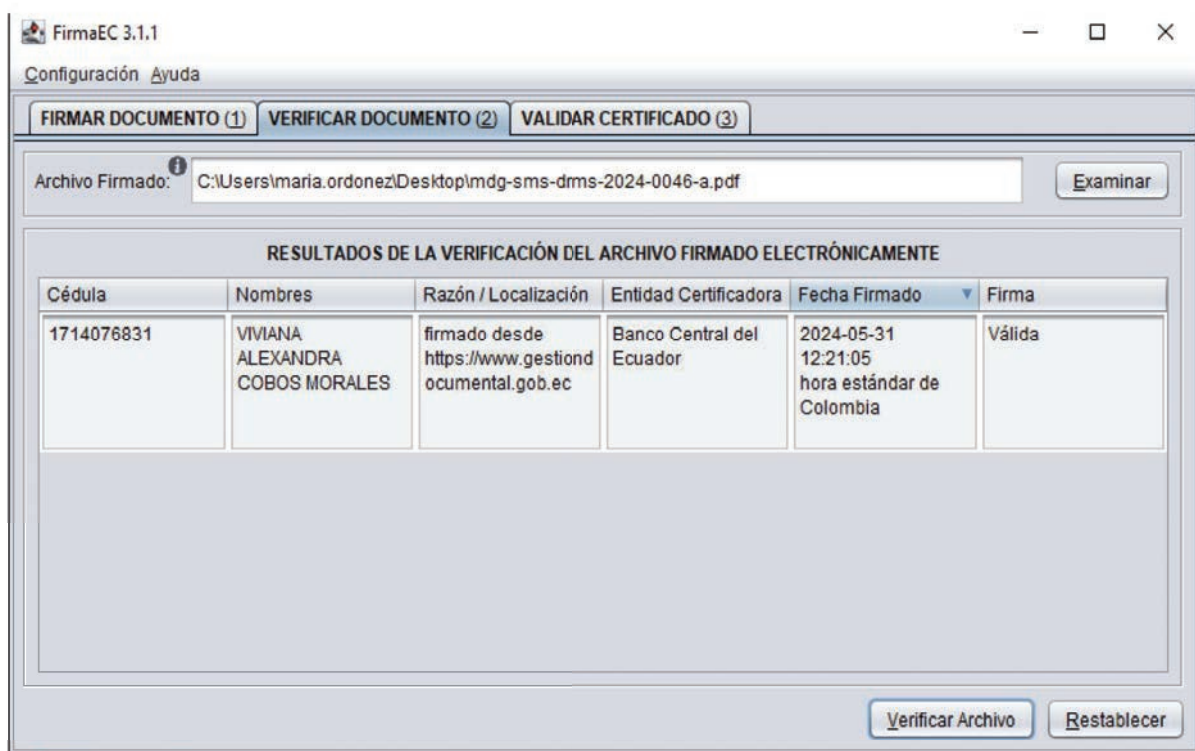 FirmaEC 3.1.1
Configuración Ayuda
FIRMAR DOCUMENTO (1) VERIFICAR DOCUMENTO (2) VALIDAR CERTIFICADO (3)
Archivo Firmado: C:\Users\maria.ordonez\Desktop\mdg-sms-drms-2024-0046-a.pdf Examinar
RESULTADOS DE LA VERIFICACIÓN DEL ARCHIVO FIRMADO ELECTRÓNICAMENTE
Cédula Nombres Razón / Localización Entidad Certificadora Fecha Firmado Firma
1714076831 VIVIANA firmado desde Banco Central del 2024-05-31 Válida
ALEXANDRA https://www.gestiond Ecuador 12:21:05
COBOS MORALES ocumental.gob.ec hora estándar de
Colombia
Verificar Archivo Restablecer